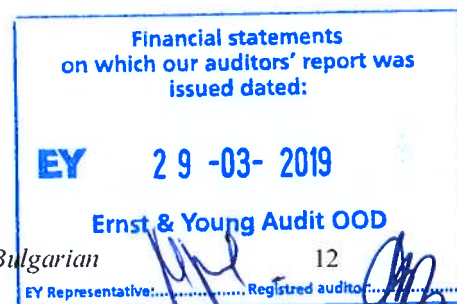 Financial statements
on which our auditors' report was
issued dated:
EY 29 -03- 2019
Ernst & Young Audit OOD
Bulgarian 12
EY Representative:.................. Registred auditor:..................